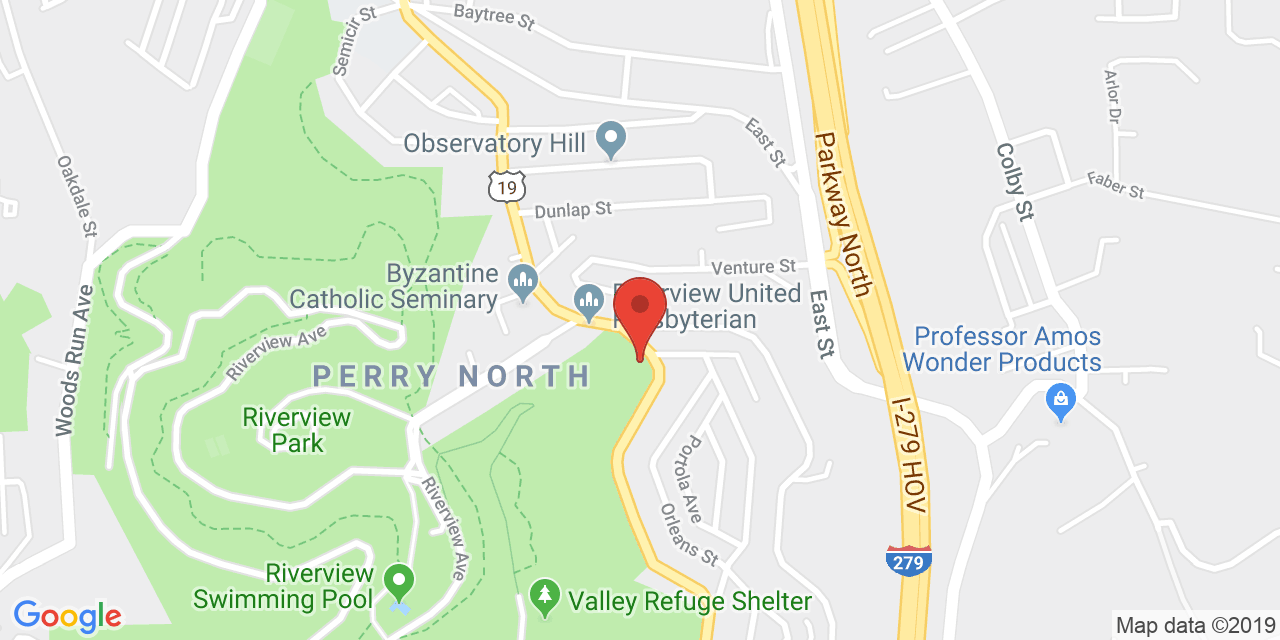 Semicir St
Baytree St
Arlor Dr
East St
Observatory Hill
Parkway North
Colby St
Oakdale St
19
Faber St
Dunlap St
Byzantine
Catholic Seminary
Venture St
United
East St
Woods Run Ave
Riverview Ave
Professor Amos
Wonder Products
PERRY NORTH
Riverview
Park
I-279 HOV
Portola Ave
Riverview Ave
Orleans St
279
Riverview
Swimming Pool
Valley Refuge Shelter
Google
Map data ©2019